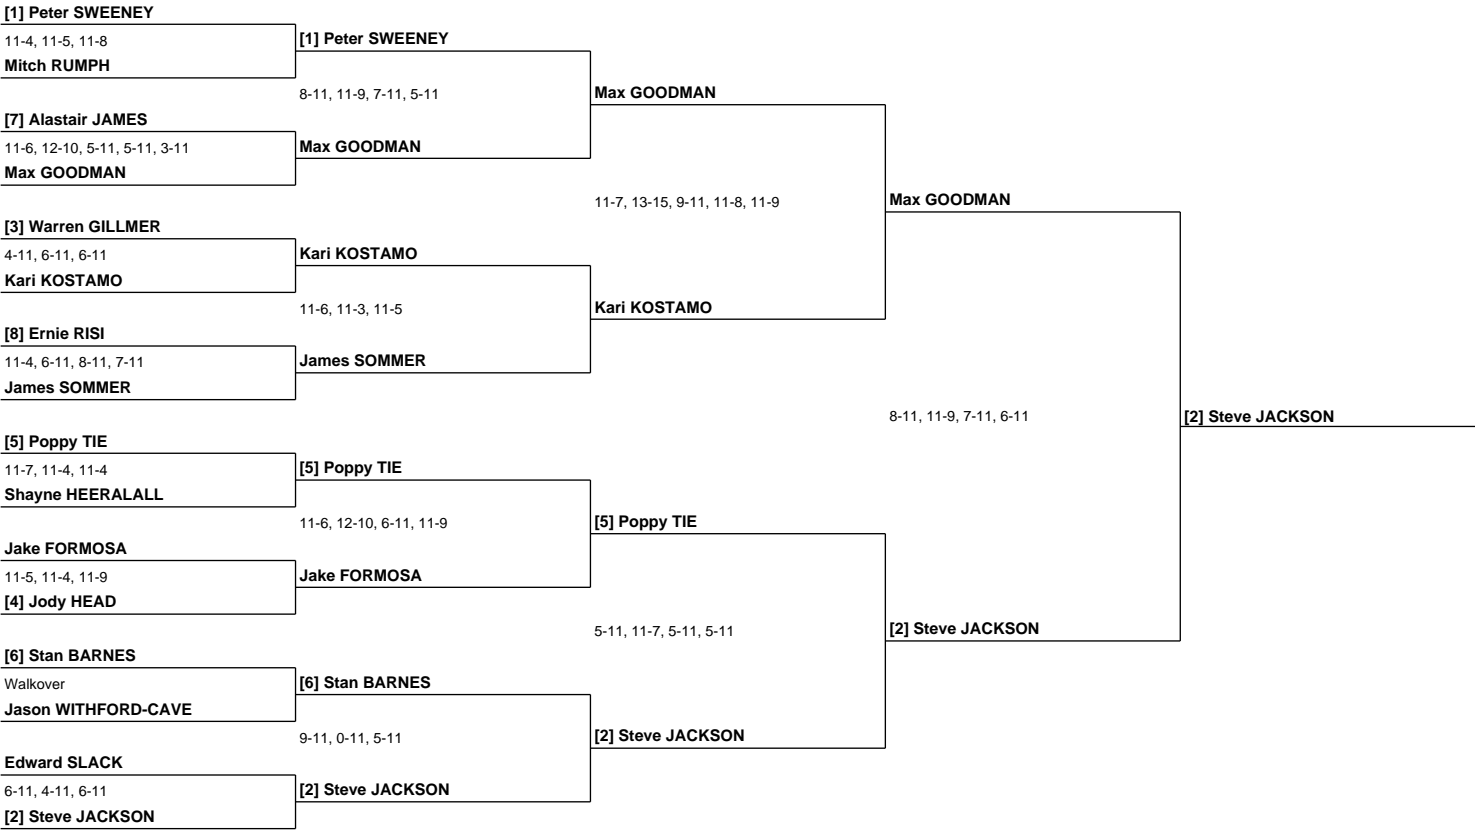 [1] Peter SWEENEY
11-4, 11-5, 11-8
Mitch RUMPH
[7] Alastair JAMES
11-6, 12-10, 5-11, 5-11, 3-11
Max GOODMAN
[3] Warren GILLMER
4-11, 6-11, 6-11
Kari KOSTAMO
[8] Ernie RISI
11-4, 6-11, 8-11, 7-11
James SOMMER
[5] Poppy TIE
11-7, 11-4, 11-4
Shayne HEERALALL
Jake FORMOSA
11-5, 11-4, 11-9
[4] Jody HEAD
[6] Stan BARNES
Walkover
Jason WITHFORD-CAVE
Edward SLACK
6-11, 4-11, 6-11
[2] Steve JACKSON
[1] Peter SWEENEY
8-11, 11-9, 7-11, 5-11
Max GOODMAN
Kari KOSTAMO
11-6, 11-3, 11-5
James SOMMER
[5] Poppy TIE
11-6, 12-10, 6-11, 11-9
Jake FORMOSA
[6] Stan BARNES
9-11, 0-11, 5-11
[2] Steve JACKSON
Max GOODMAN
11-7, 13-15, 9-11, 11-8, 11-9
Kari KOSTAMO
[5] Poppy TIE
5-11, 11-7, 5-11, 5-11
[2] Steve JACKSON
Max GOODMAN
8-11, 11-9, 7-11, 6-11
[2] Steve JACKSON
[2] Steve JACKSON